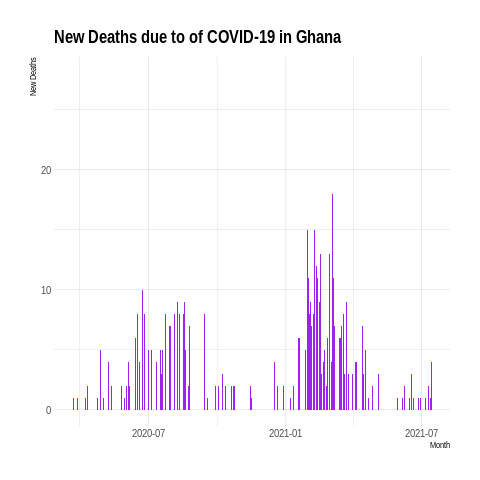 New Deaths due to of COVID-19 in Ghana
New Deaths
20
10
0
2020-07
2021-01
2021-07
Month